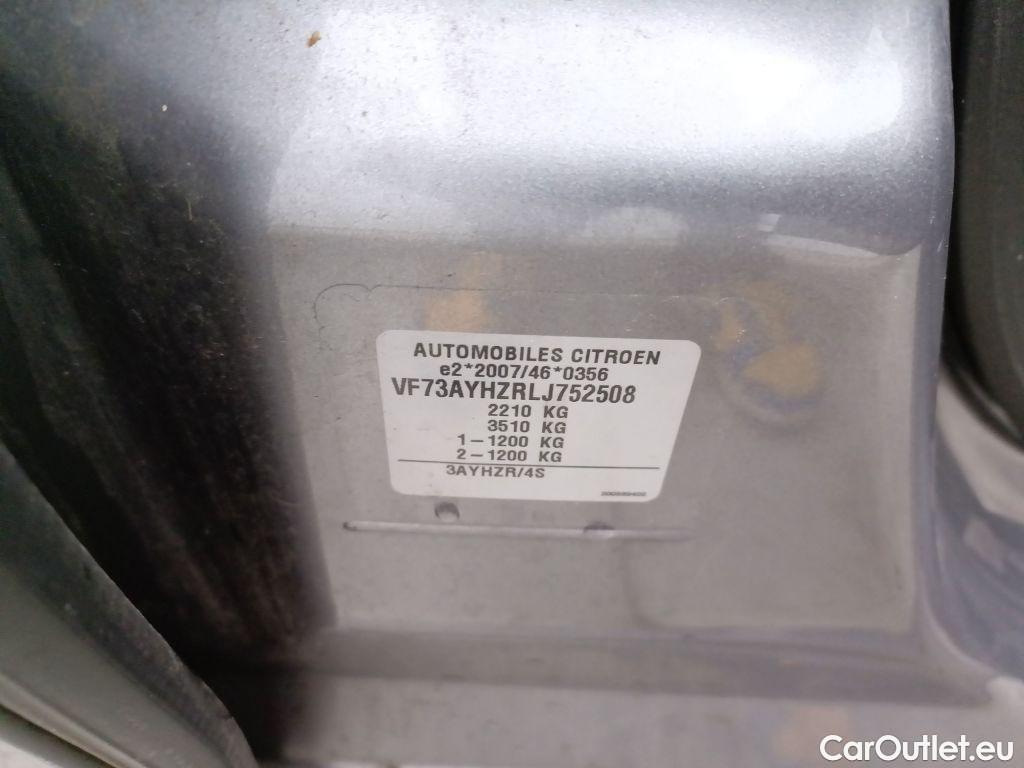 AUTOMOBILES CITROEN
e2*2007/46*0356
VF73AYHZRLJ752508
2210 KG
3510 KG
1-1200 KG
2-1200 KG
3AYHZR/4S
CarOutlet.eu